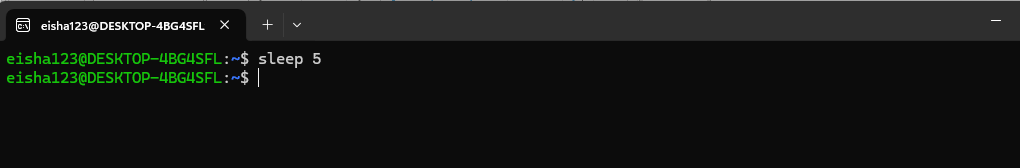 eisha123@DESKTOP-4BG4SFL
eisha123@DESKTOP-4BG4SFL:~$ sleep 5
eisha123@DESKTOP-4BG4SFL:~$